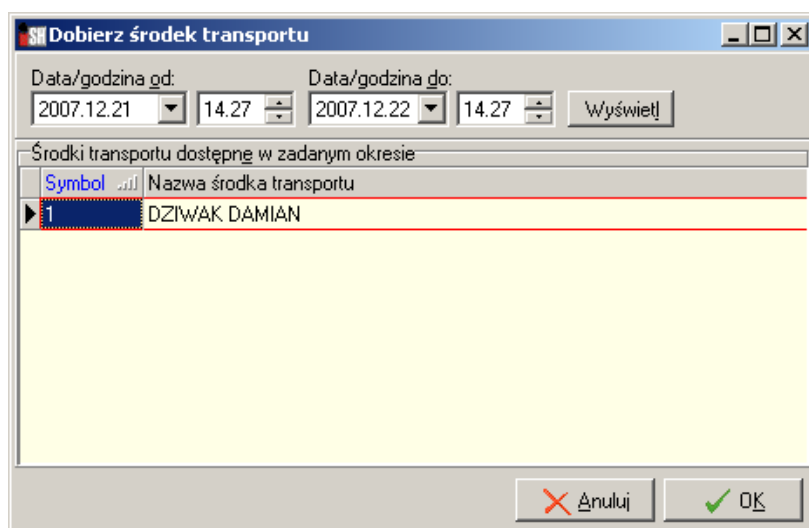 SH Dobierz środek transportu
Data/godzina od: Data/godzina do:
2007.12.21 14.27 2007.12.22 14.27 Wyświetl
Środki transportu dostępne w zadanym okresie
Symbol Nazwa środka transportu
1 DZIWAK DAMIAN
Anuluj OK